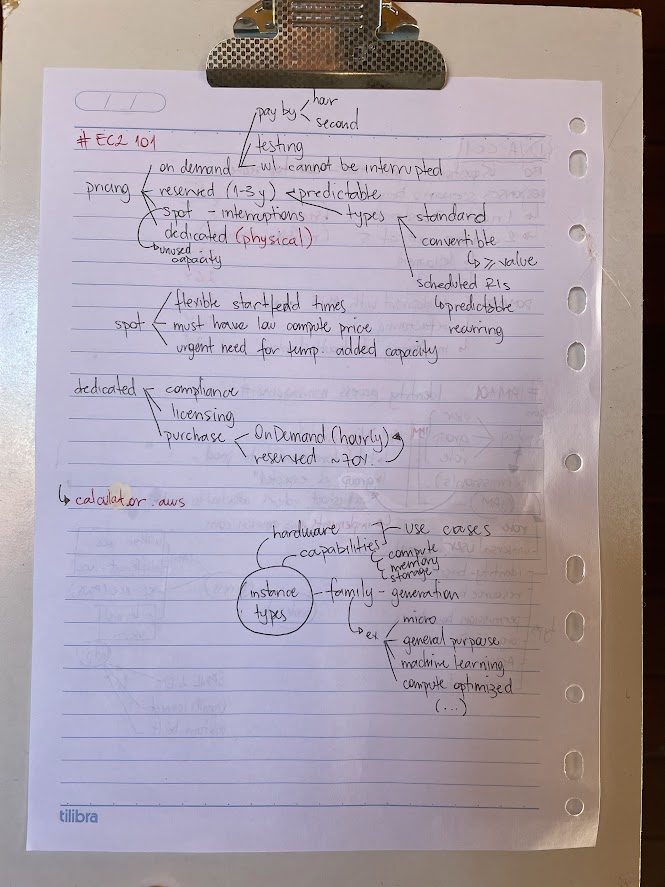 / /
hour
pay by
second
# EC2 101
testing
on demand
w/ cannot be interrupted
pricing
reserved (1-3y) predictable
spot - interruptions types standard
dedicated (physical) convertible
unused
capacity
↳ ≥ value
scheduled RIs
↳ predictable
recurring
flexible start/end times
spot must have low compute price
urgent need for temp. added capacity
dedicated compliance
licensing
purchase OnDemand (hourly)
reserved ~70%
↳ calculator.aws
hardware
capabilities - use cases
compute
memory
storage
instance
types
- family - generation
↳ ex micro
general purpouse
machine learning
compute optimized
(...)
tilibra